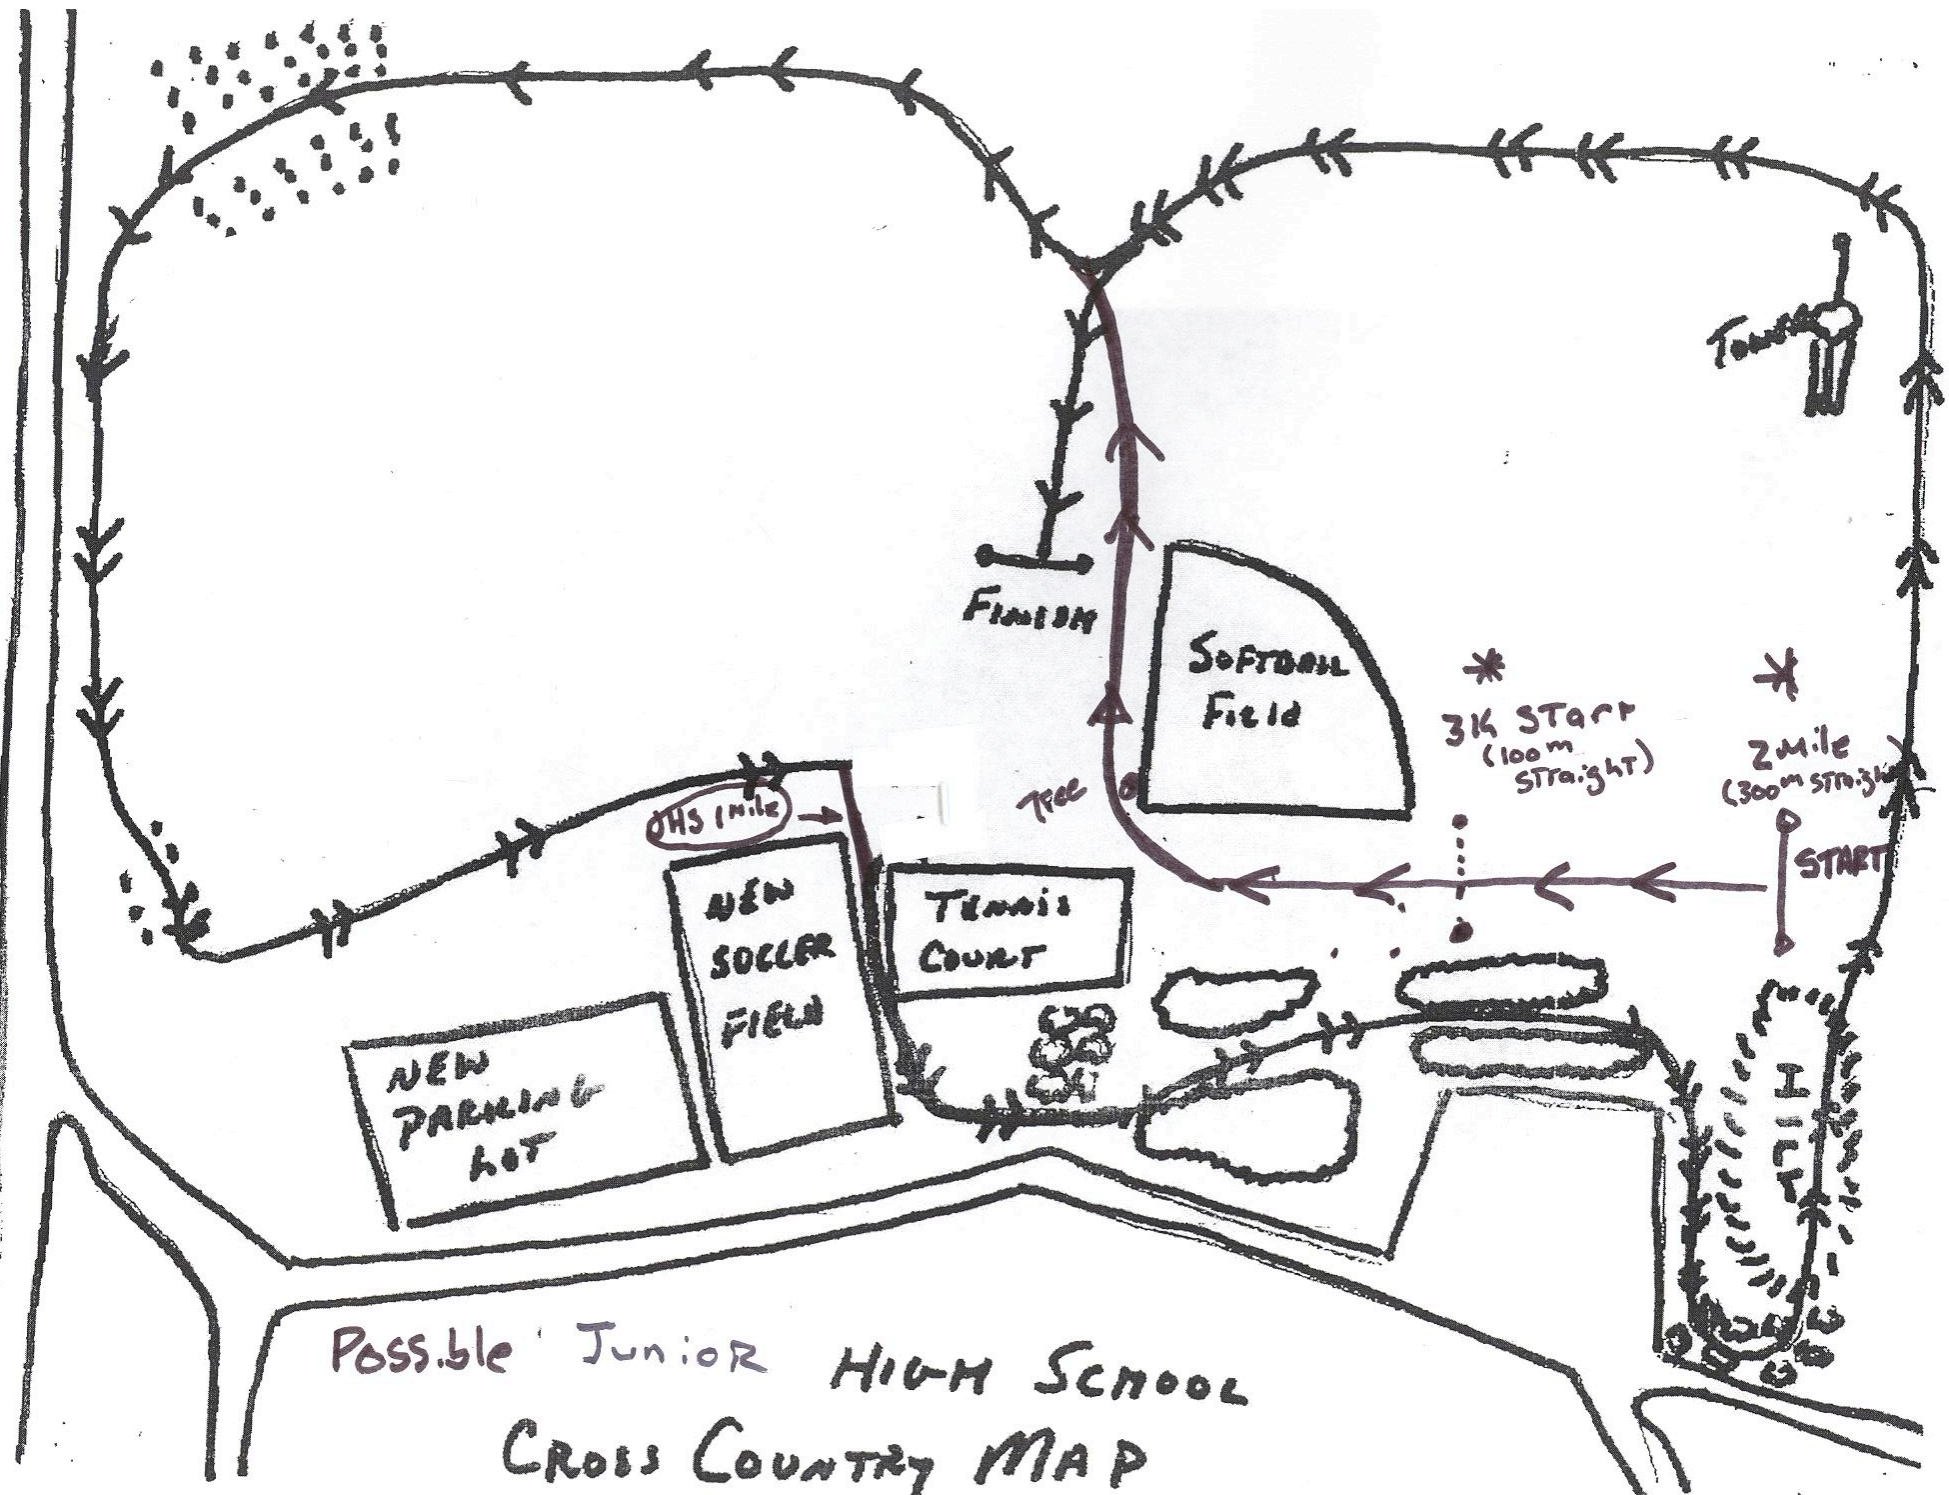 Tower
Finish
Softball
Field
3K Start
(100m
straight)
2 Mile
(300m straight
Tree
JHS 1 Mile
START
New
Soccer
Field
Tennis
Court
New
Parking
Lot
Hill
Possible Junior High School
Cross Country Map